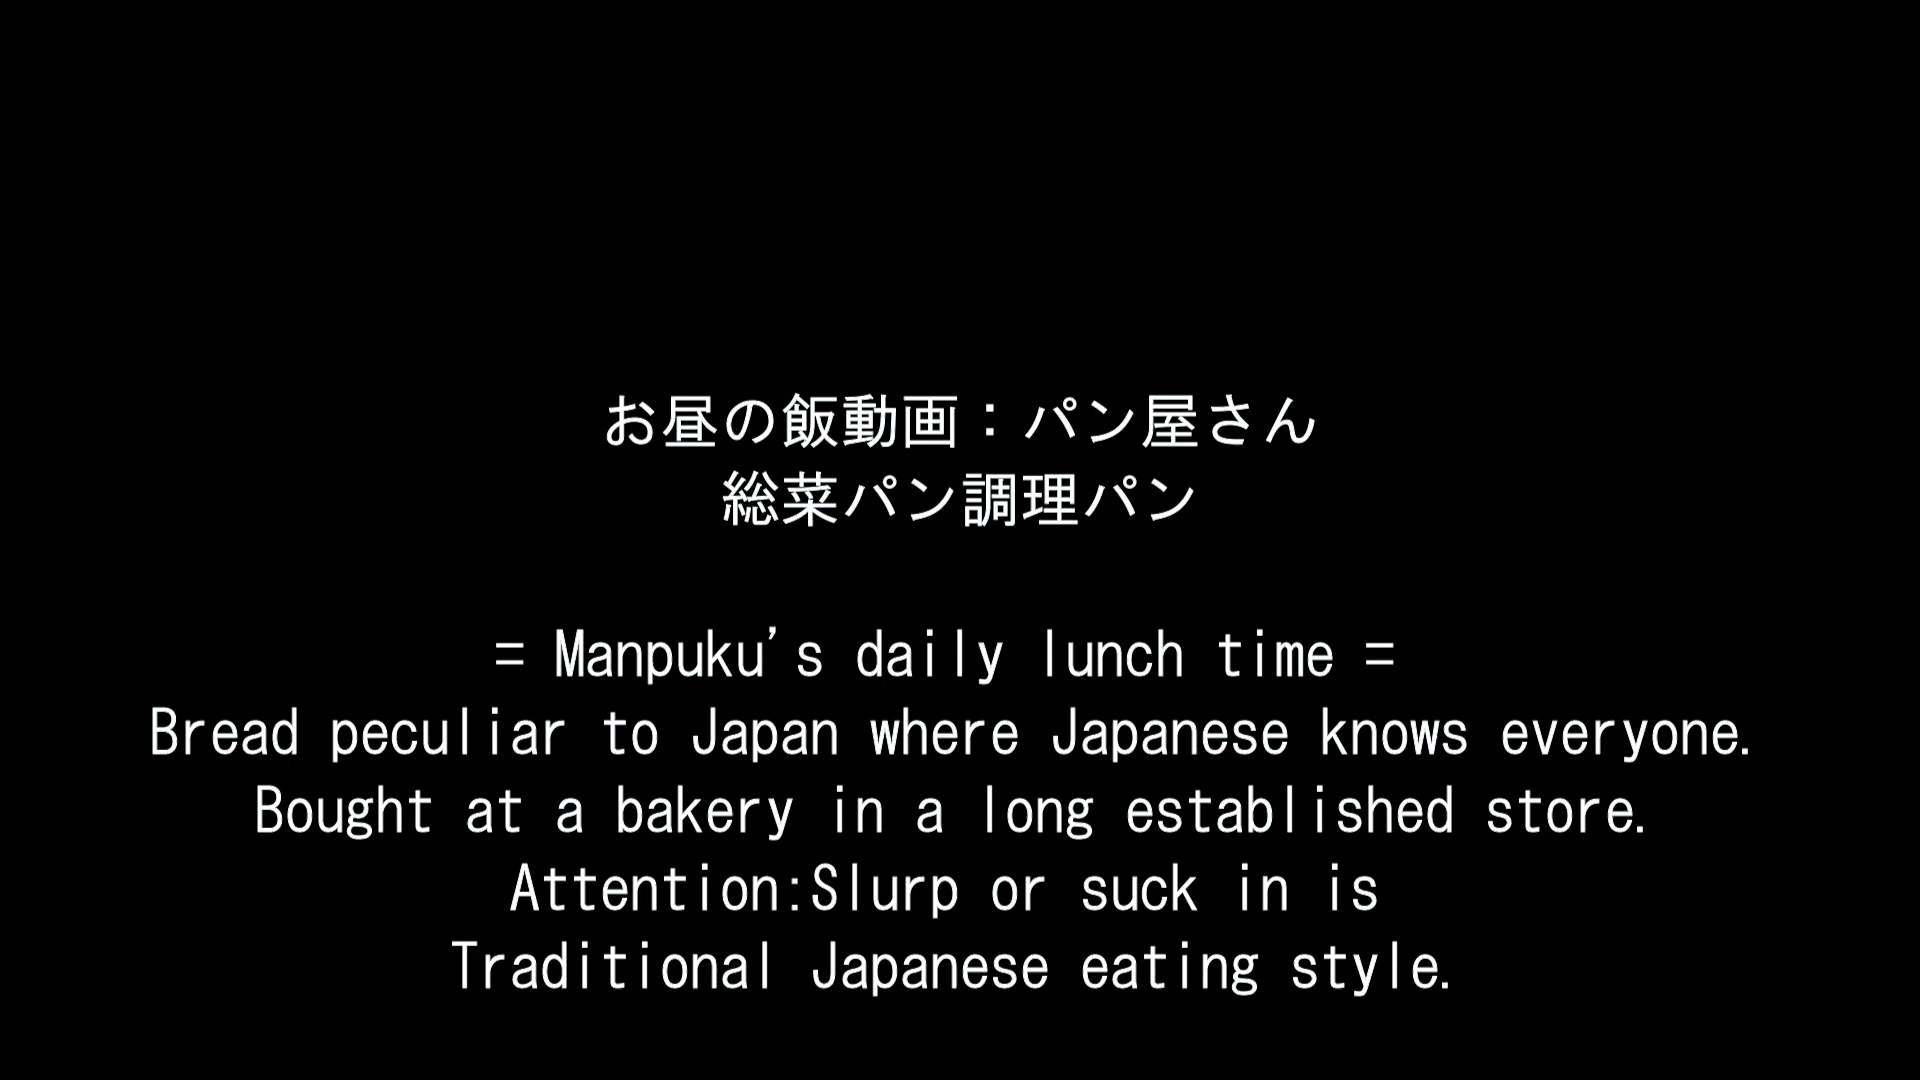 お昼の飯動画：パン屋さん
総菜パン調理パン
= Manpuku's daily lunch time =
Bread peculiar to Japan where Japanese knows everyone.
Bought at a bakery in a long established store.
Attention:Slurp or suck in is
Traditional Japanese eating style.